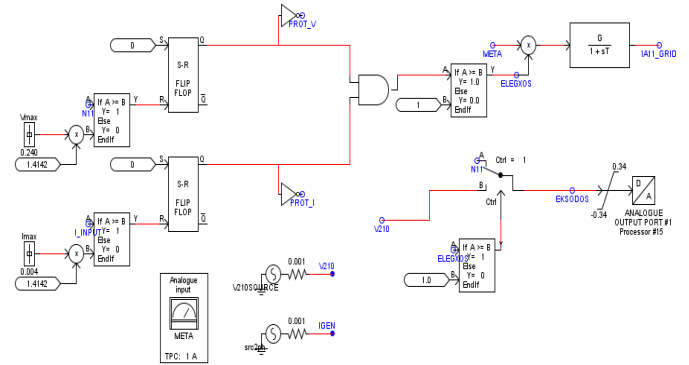 0
S
Q
S-R
FLIP
FLOP
R
Q
PROT_V
Vmax
0.240
1.4142
x
A
N11
B
If A >= B
Y= 1
Else
Y= 0
EndIf
Y
0
S
Q
S-R
FLIP
FLOP
R
Q
PROT_I
Imax
0.004
1.4142
x
A
I_INPUT
B
If A >= B
Y= 1
Else
Y= 0
EndIf
Y
1
A
B
If A >= B
Y= 1.0
Else
Y= 0.0
EndIf
Y
ELEGXOS
META
x
G
1 + sT
IAI1_GRID
A
N11
Ctrl = 1
B
Ctrl
V210
EKSODOS
0.34
-0.34
D
A
ANALOGUE
OUTPUT PORT #1
Processor #15
1.0
A
ELEGXOS
B
If A >= B
Y= 1
Else
Y= 0
EndIf
Y
Analogue
input
META
TPC: 1 A
0.001
V210
V210SOURCE
0.001
IGEN
src2ph